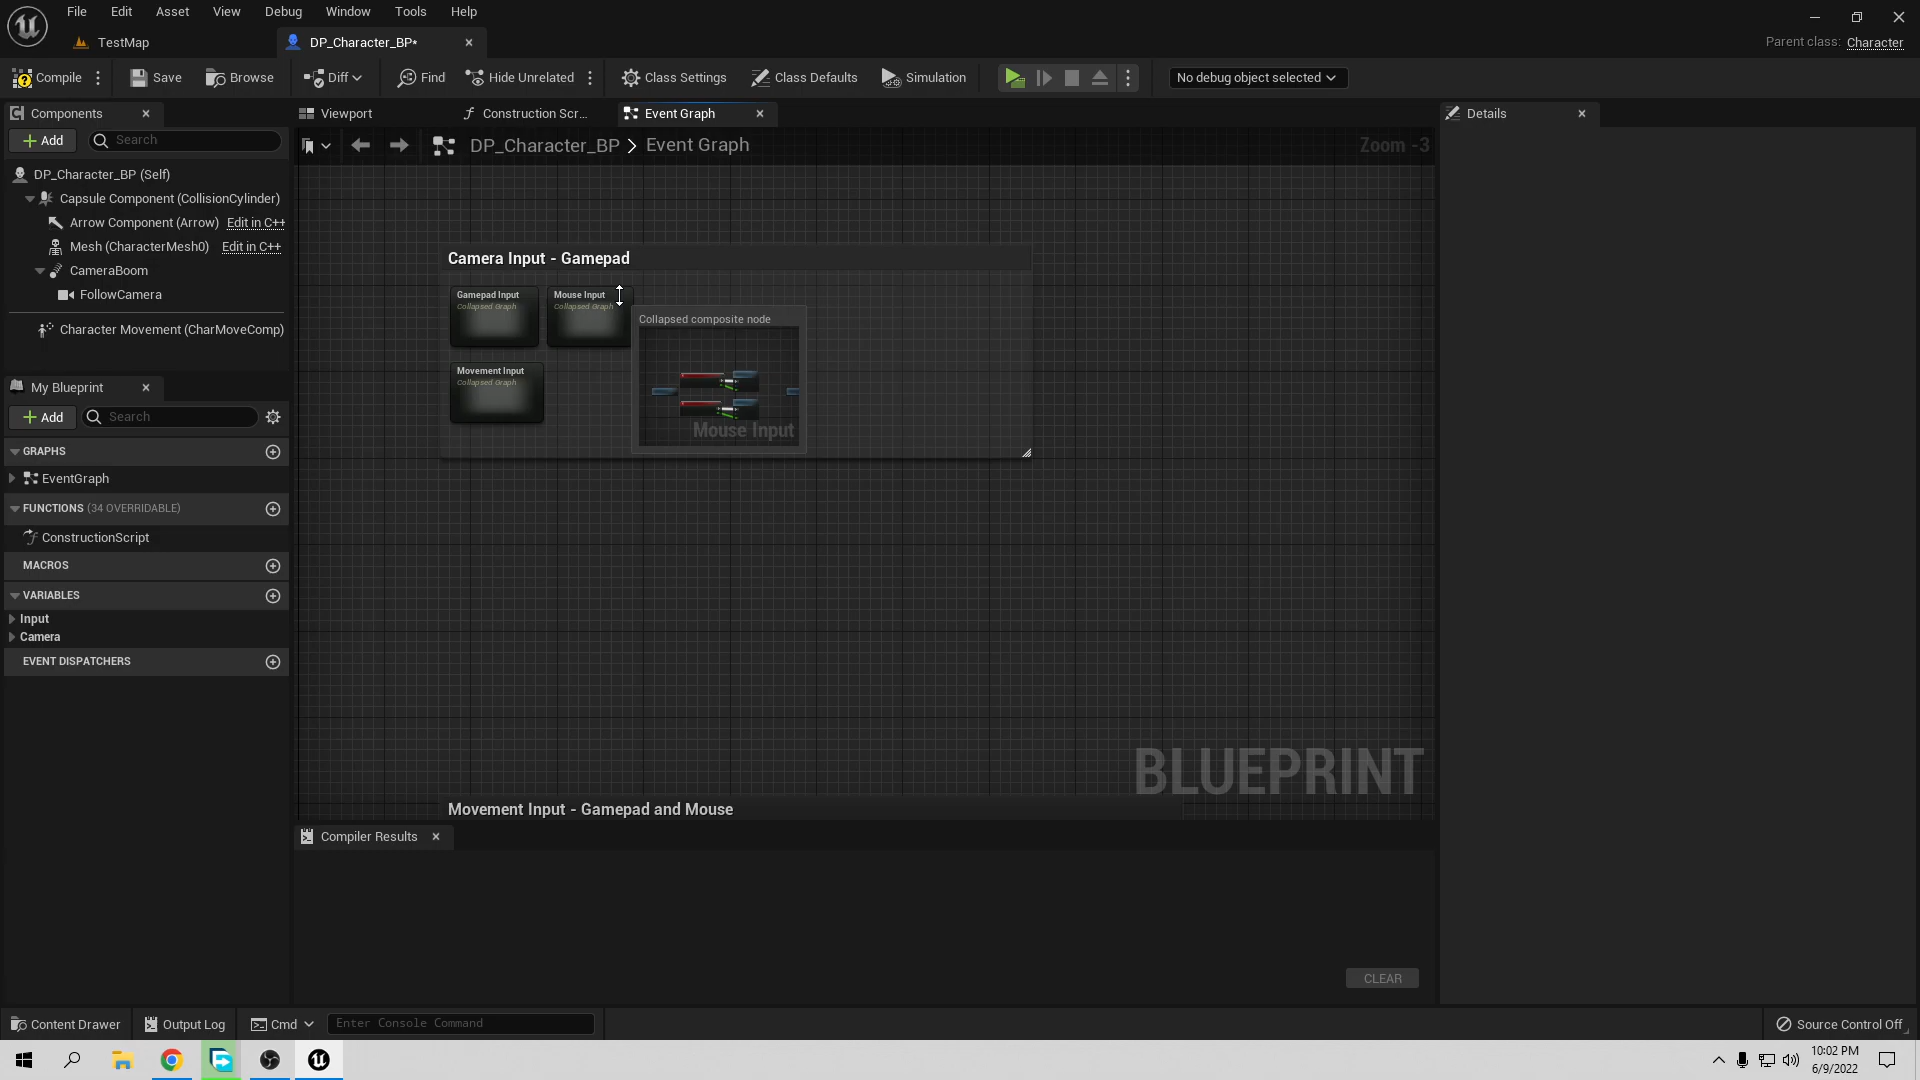 File Edit Asset View Debug Window Tools Help
TestMap
DP_Character_BP*
Parent class: Character
Compile Save Browse Diff Find Hide Unrelated Class Settings Class Defaults Simulation No debug object selected
Components
Viewport
Construction Scr...
Event Graph
Details
Add Search
DP_Character_BP > Event Graph
Zoom -3
DP_Character_BP (Self)
Capsule Component (CollisionCylinder)
Arrow Component (Arrow) Edit in C++
Mesh (CharacterMesh0) Edit in C++
CameraBoom
FollowCamera
Character Movement (CharMoveComp)
Camera Input - Gamepad
Gamepad Input
Collapsed Graph
Mouse Input
Collapsed Graph
Collapsed composite node
Mouse Input
Movement Input
Collapsed Graph
My Blueprint
Add Search
GRAPHS
EventGraph
FUNCTIONS (34 OVERRIDABLE)
ConstructionScript
MACROS
VARIABLES
Input
Camera
EVENT DISPATCHERS
BLUEPRINT
Movement Input - Gamepad and Mouse
Compiler Results
CLEAR
Content Drawer Output Log Cmd Enter Console Command Source Control Off
10:02 PM
6/9/2022